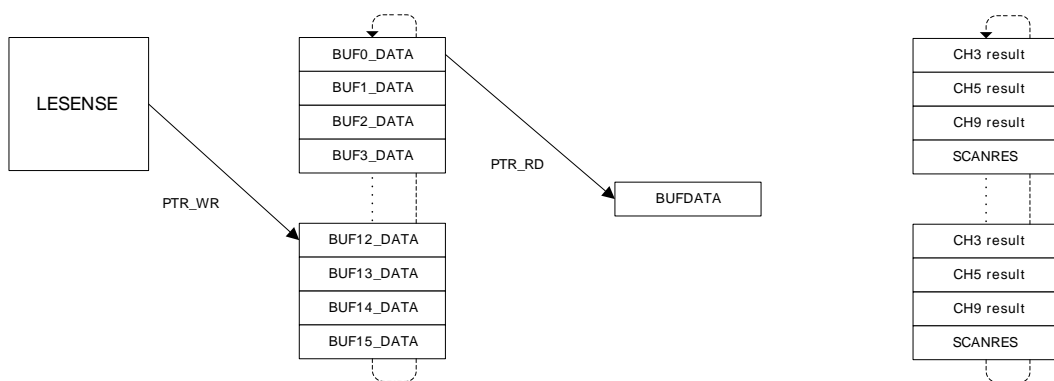 LESENSE
PTR_WR
BUF0_DATA
BUF1_DATA
BUF2_DATA
BUF3_DATA
BUF12_DATA
BUF13_DATA
BUF14_DATA
BUF15_DATA
PTR_RD
BUFDATA
CH3 result
CH5 result
CH9 result
SCANRES
CH3 result
CH5 result
CH9 result
SCANRES